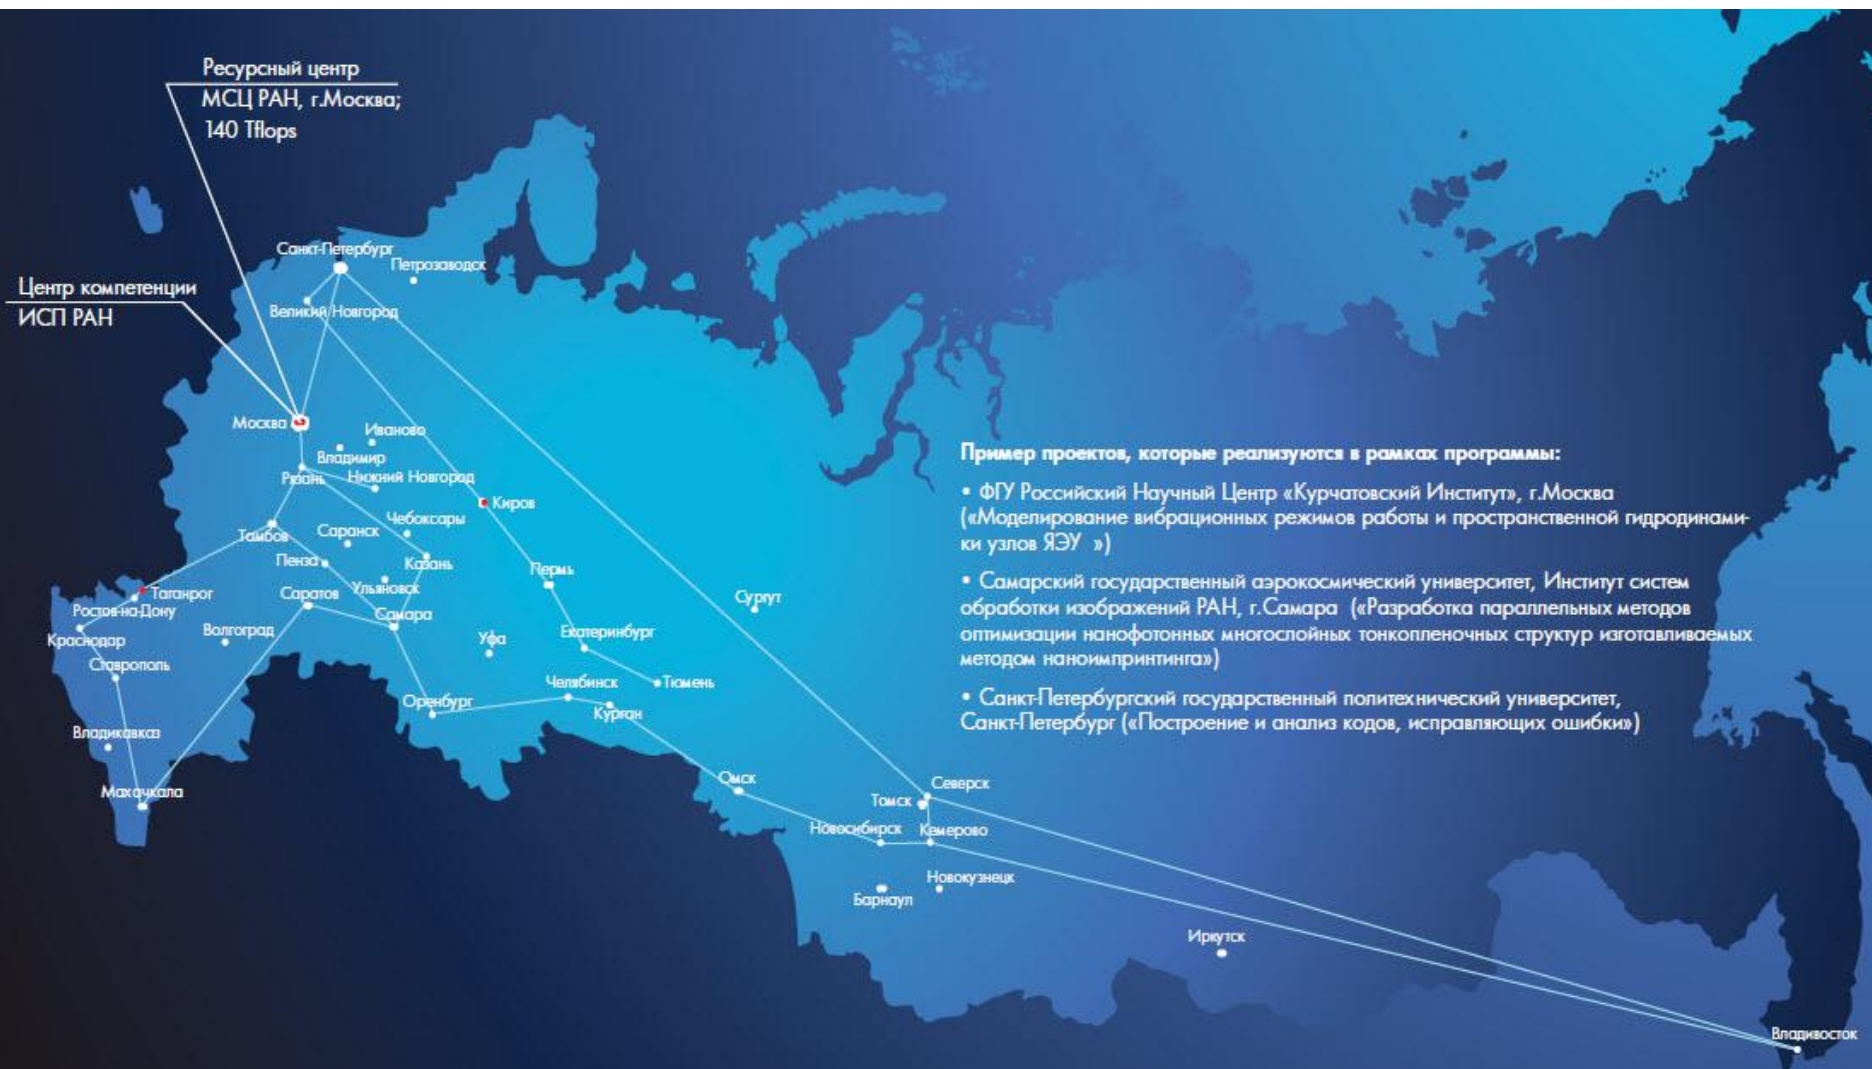 Ресурсный центр
МСЦ РАН, г.Москва;
140 Tflops
Санкт-Петербург
Петрозаводск
Центр компетенции
ИСП РАН
Великий Новгород
Москва
Иваново
Владимир
Рязань
Нижний Новгород
Киров
Чебоксары
Саранск
Тамбов
Пенза
Казань
Пермь
Ульяновск
Таганрог
Саратов
Ростов-на-Дону
Самара
Сургут
Волгоград
Краснодар
Уфа
Екатеринбург
Ставрополь
Челябинск
Тюмень
Оренбург
Курган
Владикавказ
Махачкала
Омск
Северск
Томск
Новосибирск
Кемерово
Новокузнецк
Барнаул
Иркутск
Владивосток
Пример проектов, которые реализуются в рамках программы:
• ФГУ Российский Научный Центр «Курчатовский Институт», г.Москва
(«Моделирование вибрационных режимов работы и пространственной гидродинами-
ки узлов ЯЭУ »)
• Самарский государственный аэрокосмический университет, Институт систем
обработки изображений РАН, г.Самара («Разработка параллельных методов
оптимизации нанофотонных многослойных тонкопленочных структур изготавливаемых
методом наноимпринтинга»)
• Санкт-Петербургский государственный политехнический университет,
Санкт-Петербург («Построение и анализ кодов, исправляющих ошибки»)